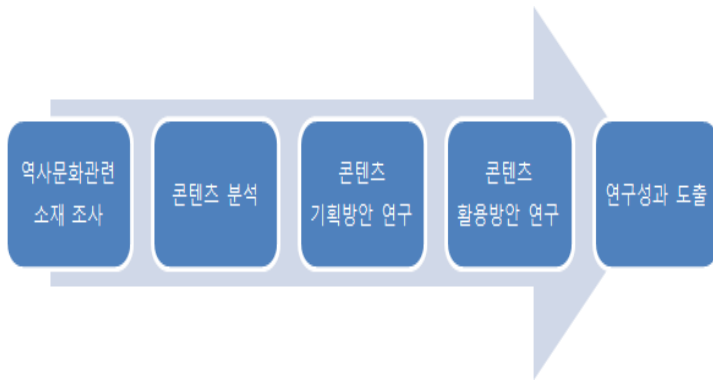 역사문화관련
소재 조사
콘텐츠 분석
콘텐츠
기획방안 연구
콘텐츠
활용방안 연구
연구성과 도출